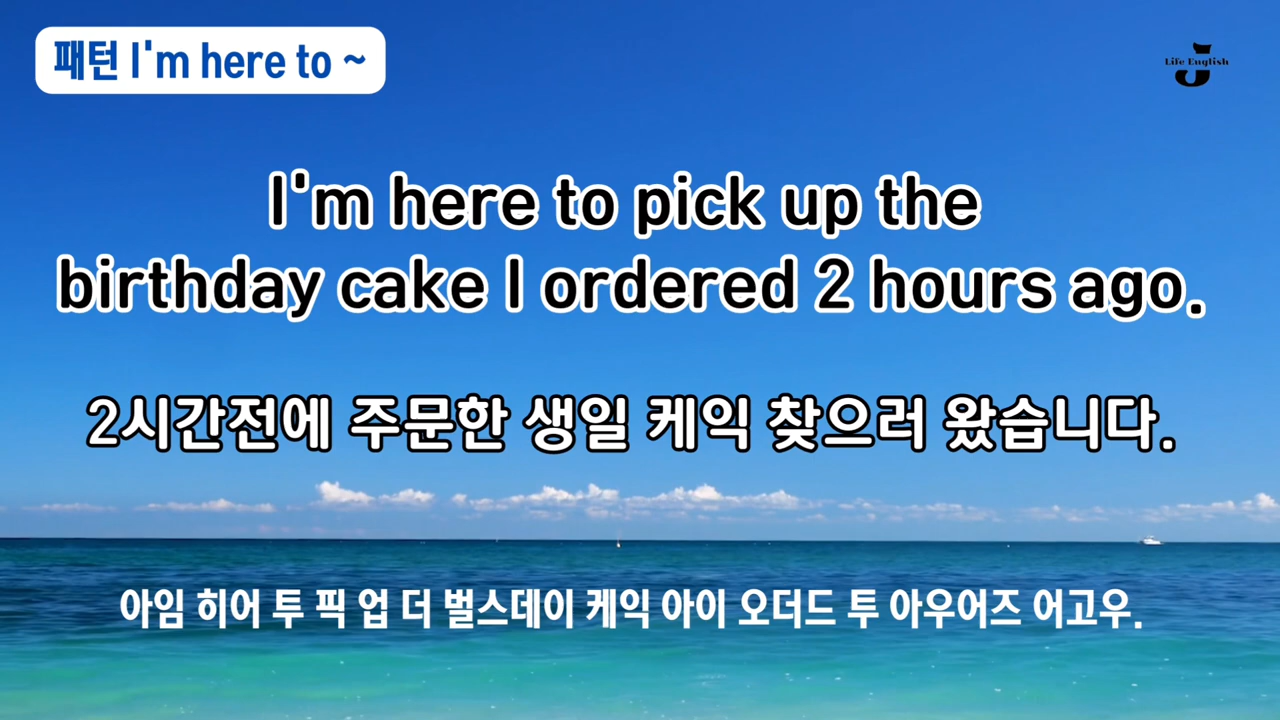 패턴 I'm here to ~
Life English
J
I'm here to pick up the
birthday cake I ordered 2 hours ago.
2시간전에 주문한 생일 케익 찾으러 왔습니다.
아임 히어 투 픽 업 더 벌스데이 케익 아이 오더드 투 아우어즈 어고우.